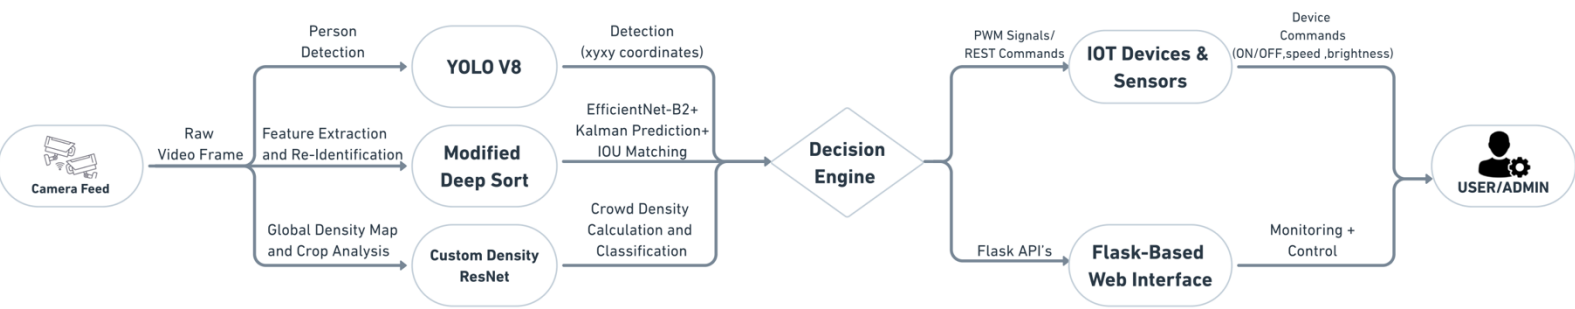 Camera Feed
Raw
Video Frame
Person
Detection
YOLO V8
Detection
(xyxy coordinates)
Feature Extraction
and Re-Identification
Modified
Deep Sort
EfficientNet-B2+
Kalman Prediction+
IOU Matching
Global Density Map
and Crop Analysis
Custom Density
ResNet
Crowd Density
Calculation and
Classification
Decision
Engine
PWM Signals/
REST Commands
IOT Devices &
Sensors
Device
Commands
(ON/OFF,speed ,brightness)
Flask API's
Flask-Based
Web Interface
Monitoring +
Control
USER/ADMIN